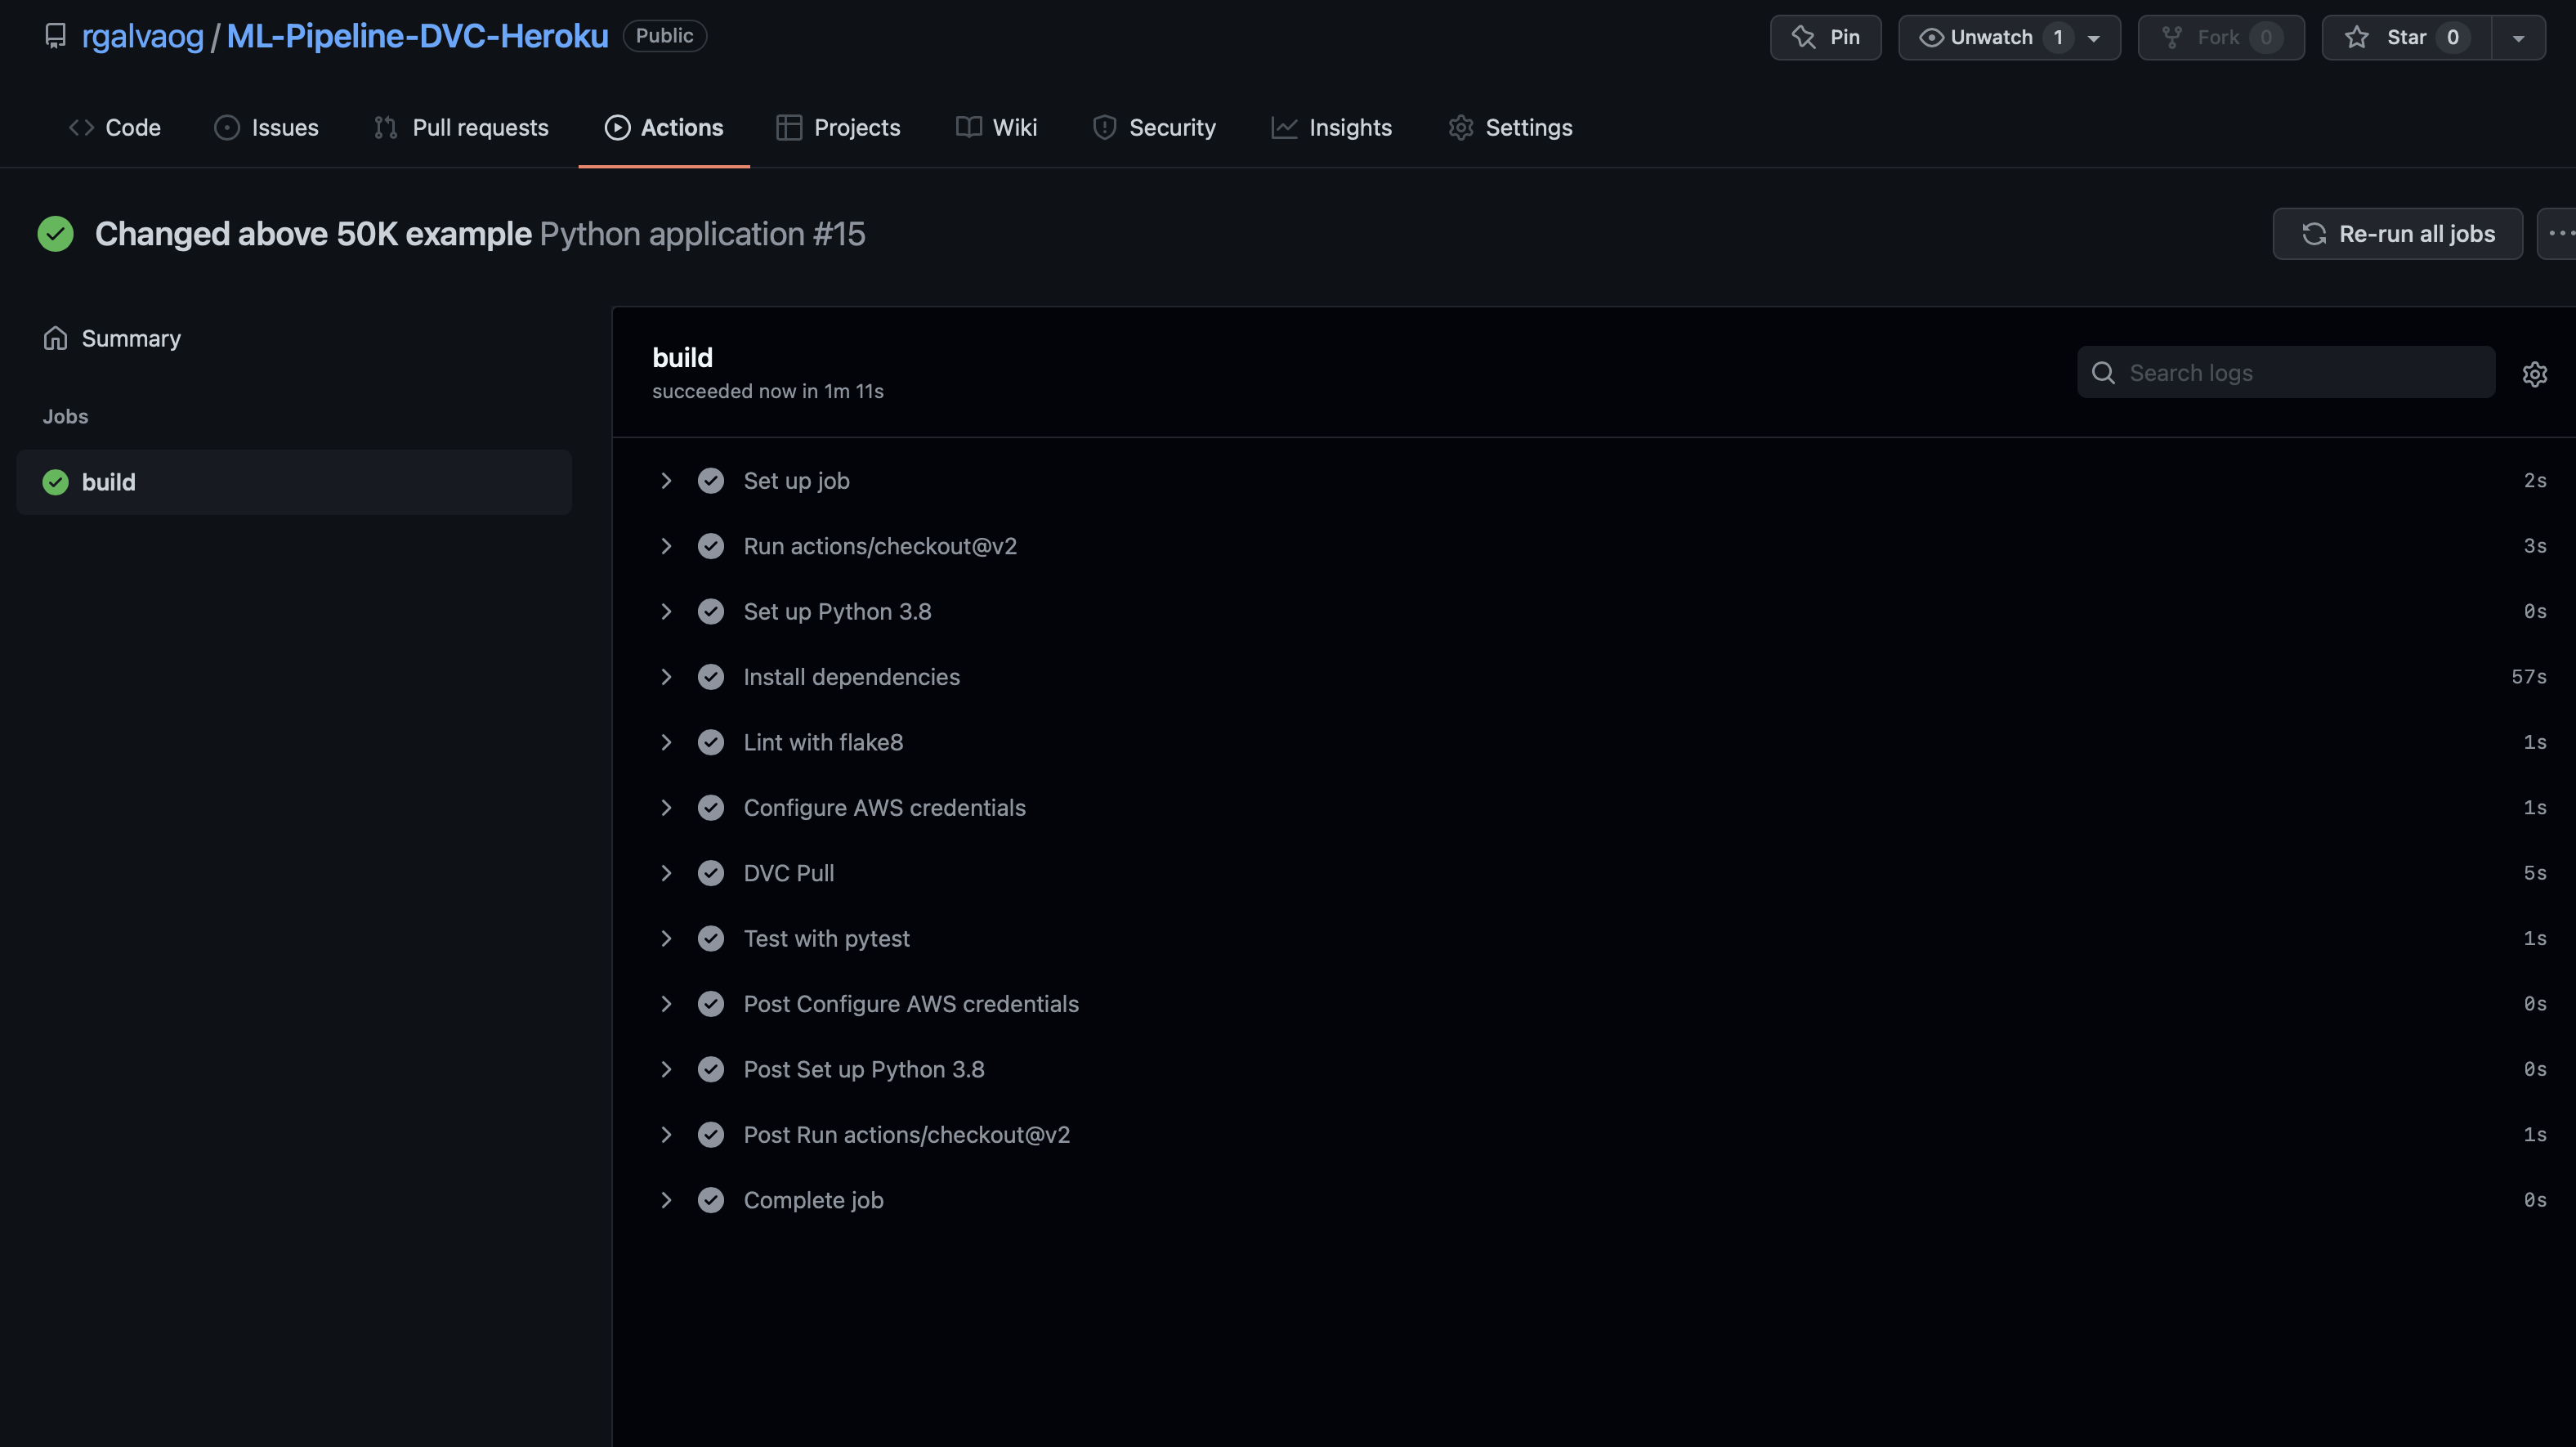 rgalvaog / ML-Pipeline-DVC-Heroku Public Pin Unwatch 1 Fork 0 Star 0
Code Issues Pull requests Actions Projects Wiki Security Insights Settings
Changed above 50K example Python application #15 Re-run all jobs
Summary
Jobs
build
build
succeeded now in 1m 11s
Search logs
Set up job 2s
Run actions/checkout@v2 3s
Set up Python 3.8 0s
Install dependencies 57s
Lint with flake8 1s
Configure AWS credentials 1s
DVC Pull 5s
Test with pytest 1s
Post Configure AWS credentials 0s
Post Set up Python 3.8 0s
Post Run actions/checkout@v2 1s
Complete job 0s